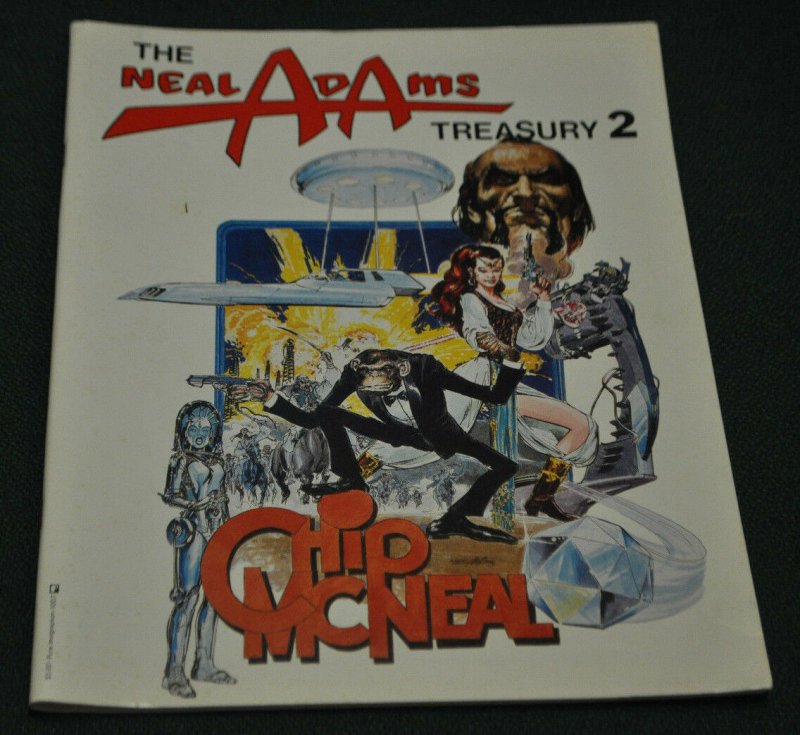 THE
NEAL ADAMS
TREASURY 2
CHIP
MCNEAL